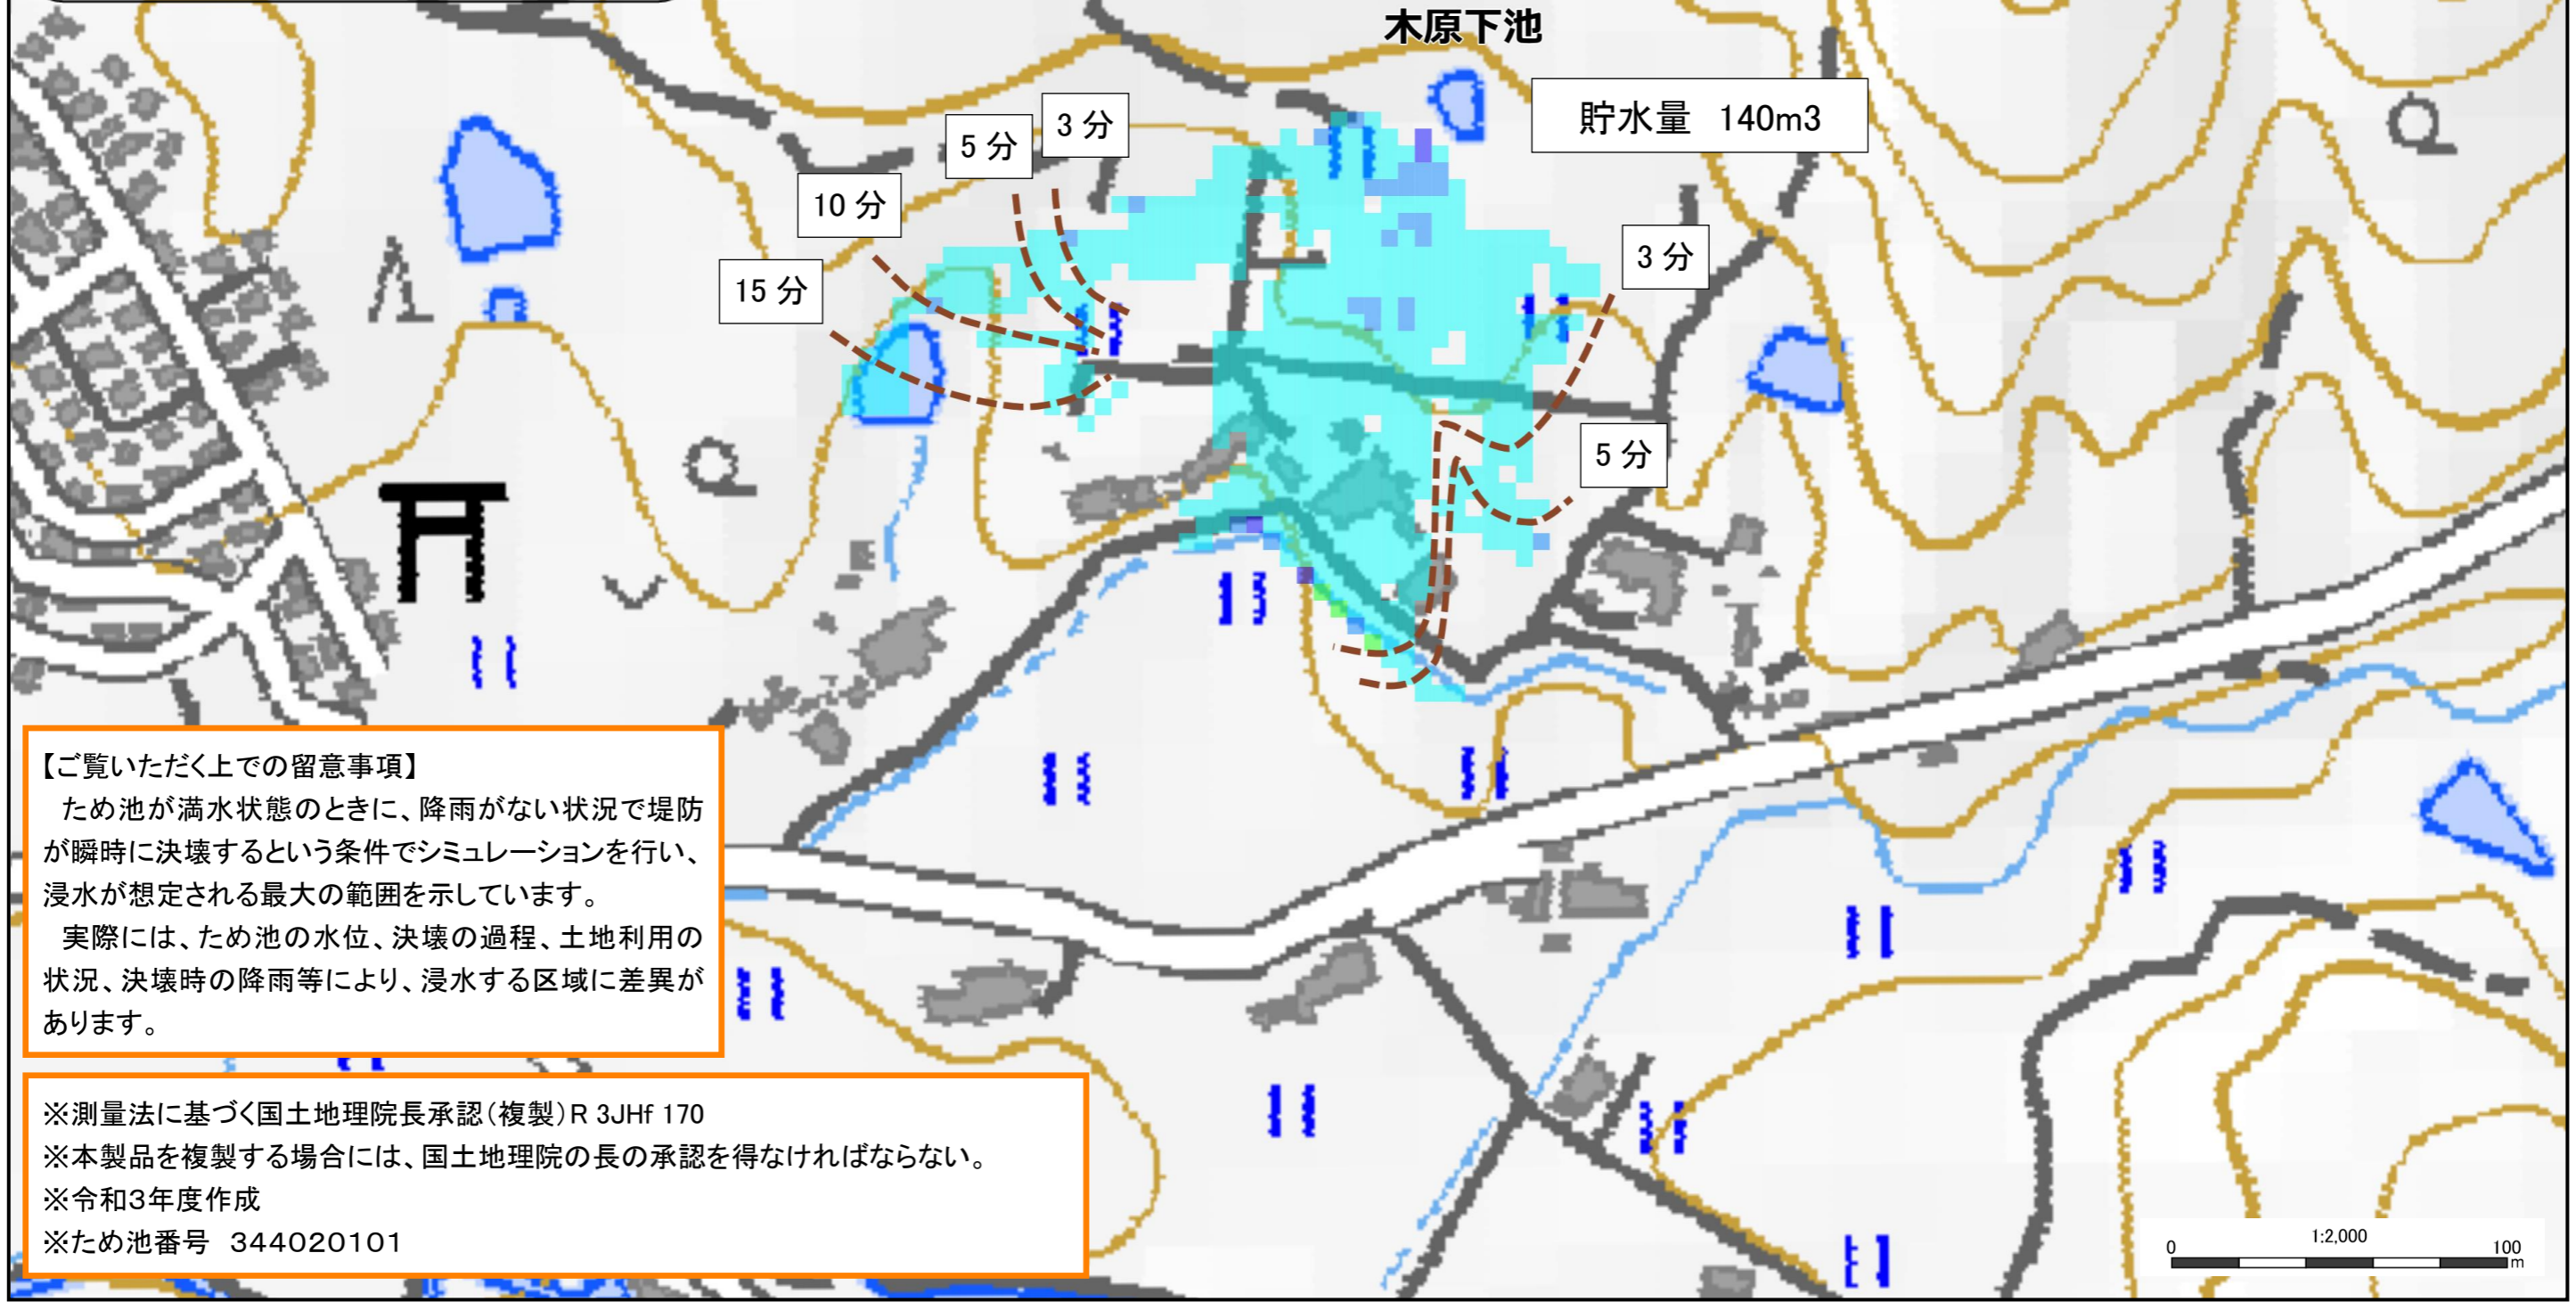 木原下池
貯水量　140m3
3 分
5 分
10 分
15 分
3 分
5 分
【ご覧いただく上での留意事項】
　ため池が満水状態のときに、降雨がない状況で堤防
が瞬時に決壊するという条件でシミュレーションを行い、
浸水が想定される最大の範囲を示しています。
　実際には、ため池の水位、決壊の過程、土地利用の
状況、決壊時の降雨等により、浸水する区域に差異が
あります。
※測量法に基づく国土地理院長承認（複製）R 3JHf 170
※本製品を複製する場合には、国土地理院の長の承認を得なければならない。
※令和３年度作成
※ため池番号　３４４０２０１０１
1:2,000
0 100
m